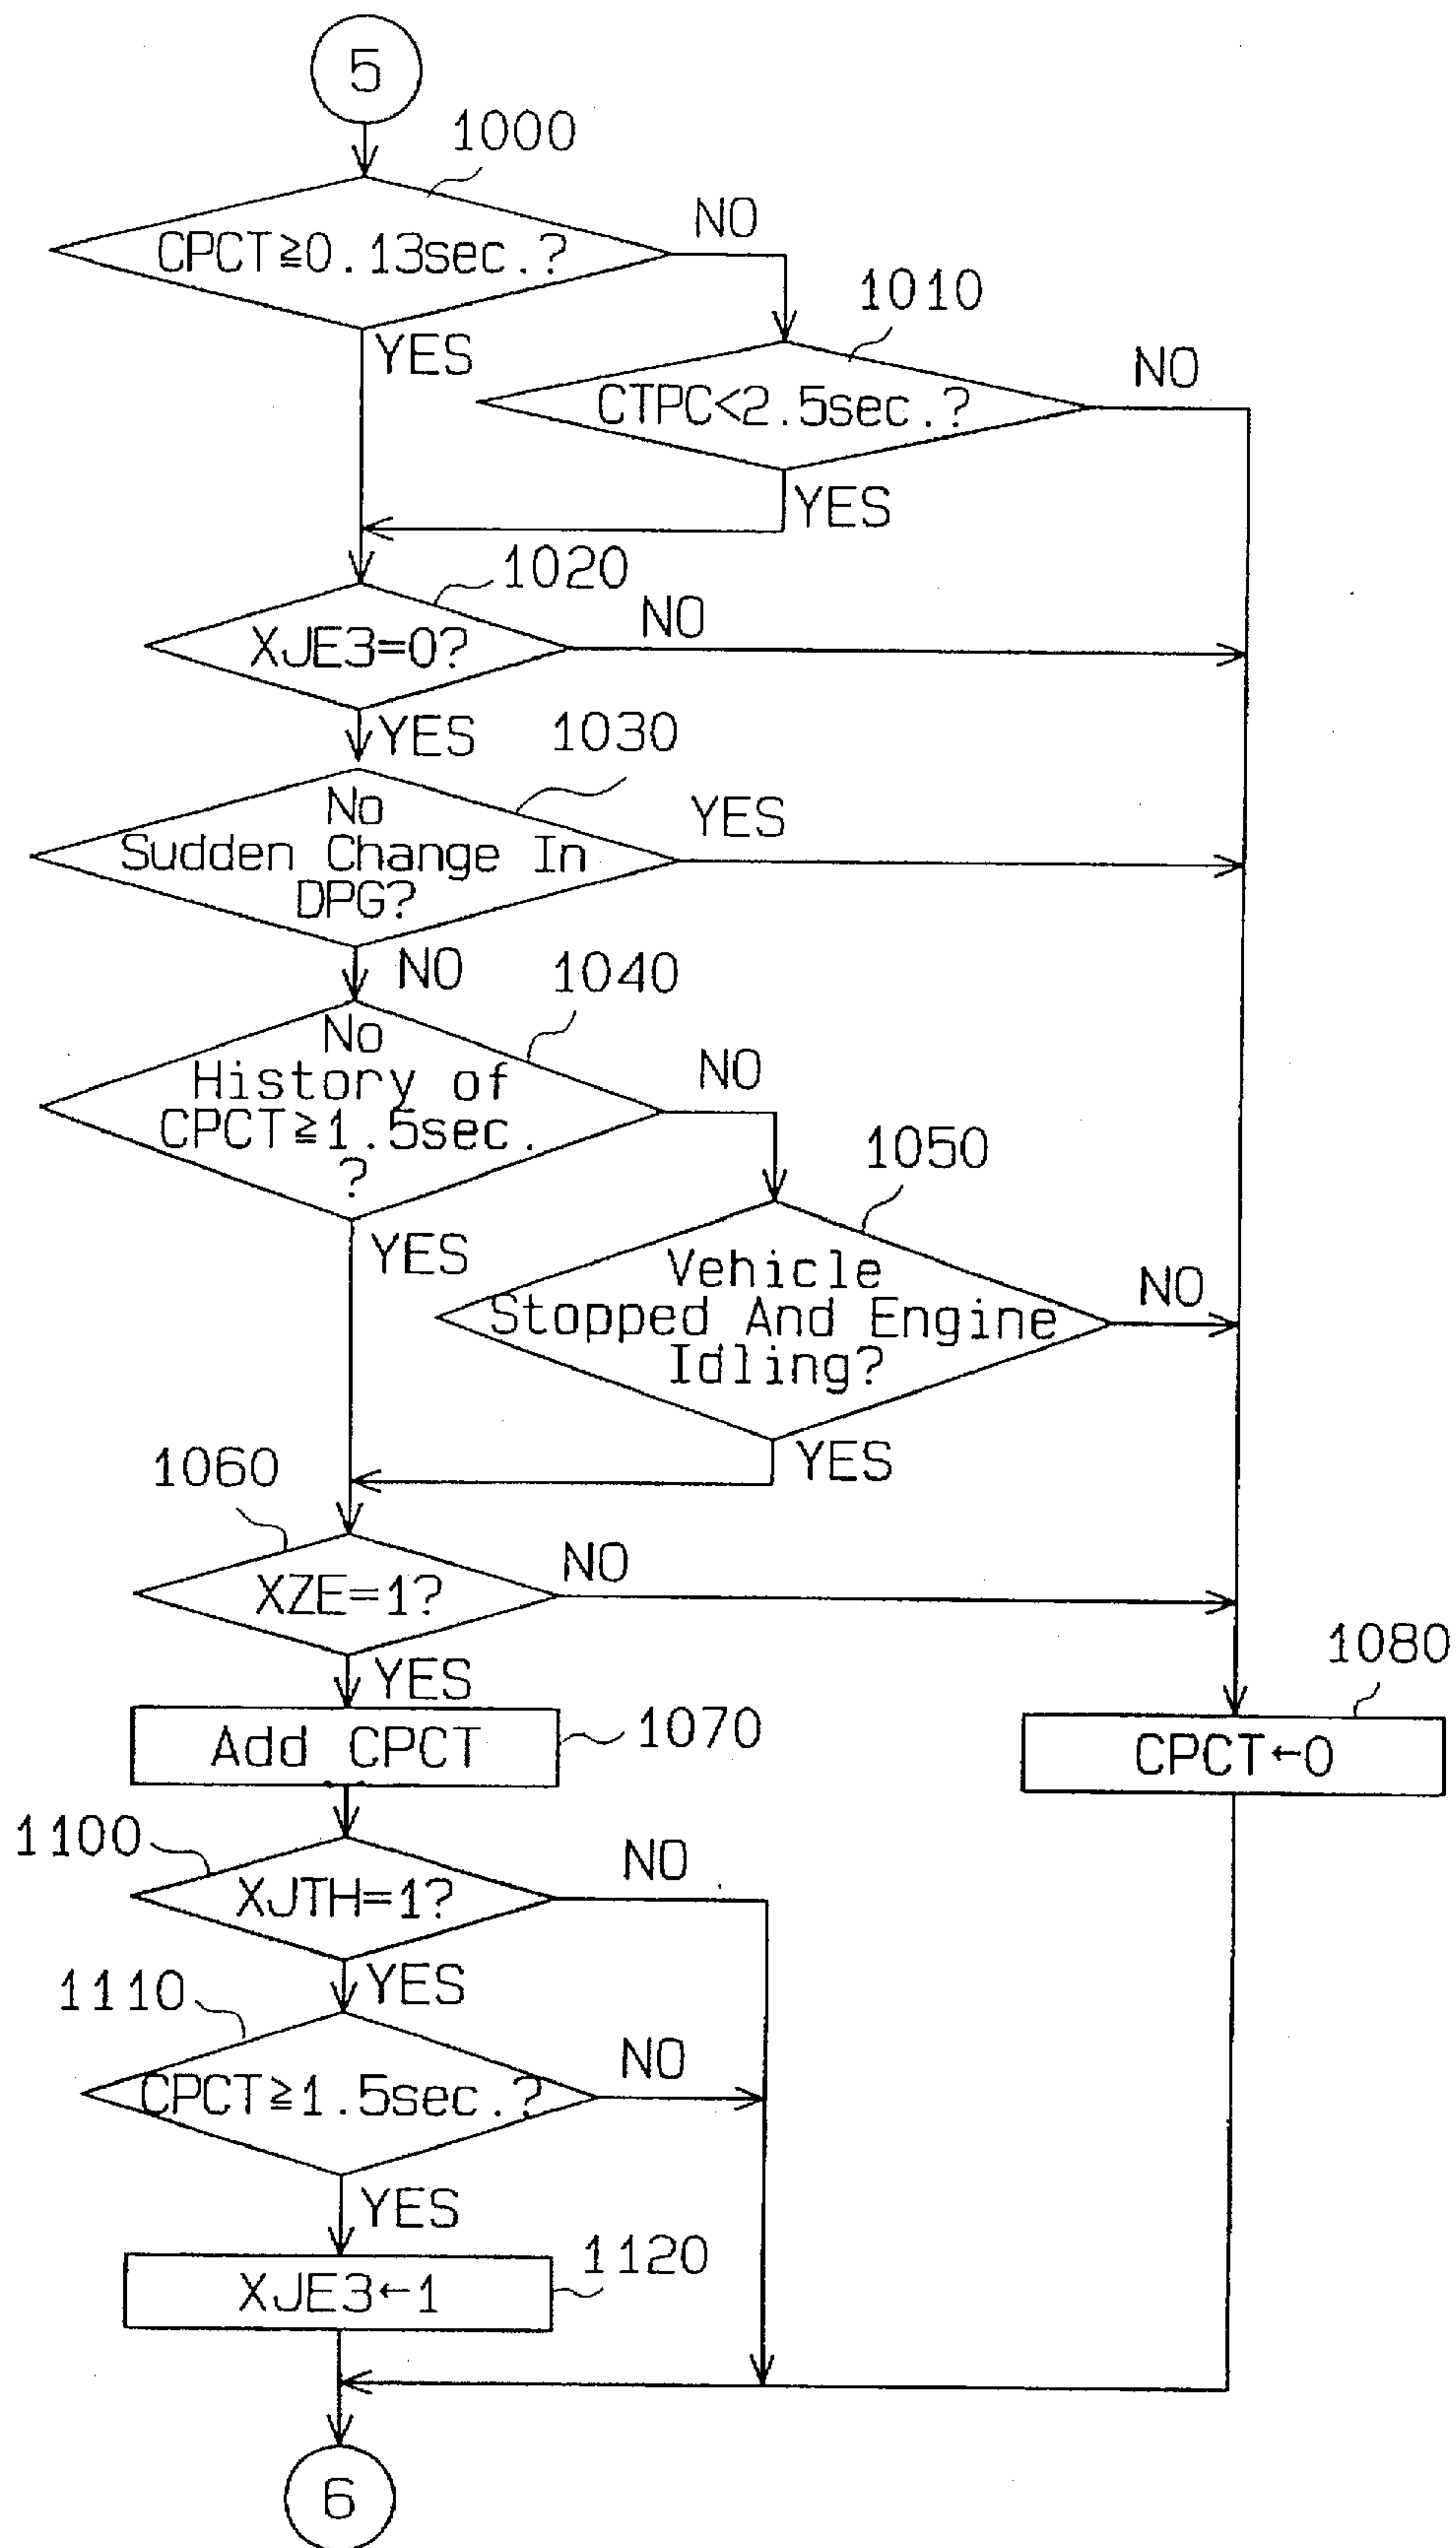 5
1000
CPCT≧0.13sec.?
NO
YES
1010
CTPC<2.5sec.?
NO
YES
1020
XJE3=0?
NO
YES
1030
No
Sudden Change In
DPG?
YES
NO
1040
No
History of
CPCT≧1.5sec.
?
NO
YES
1050
Vehicle
Stopped And Engine
Idling?
NO
YES
1060
XZE=1?
NO
YES
1070
Add CPCT
1080
CPCT←0
1100
XJTH=1?
NO
YES
1110
CPCT≧1.5sec.?
NO
YES
1120
XJE3←1
6